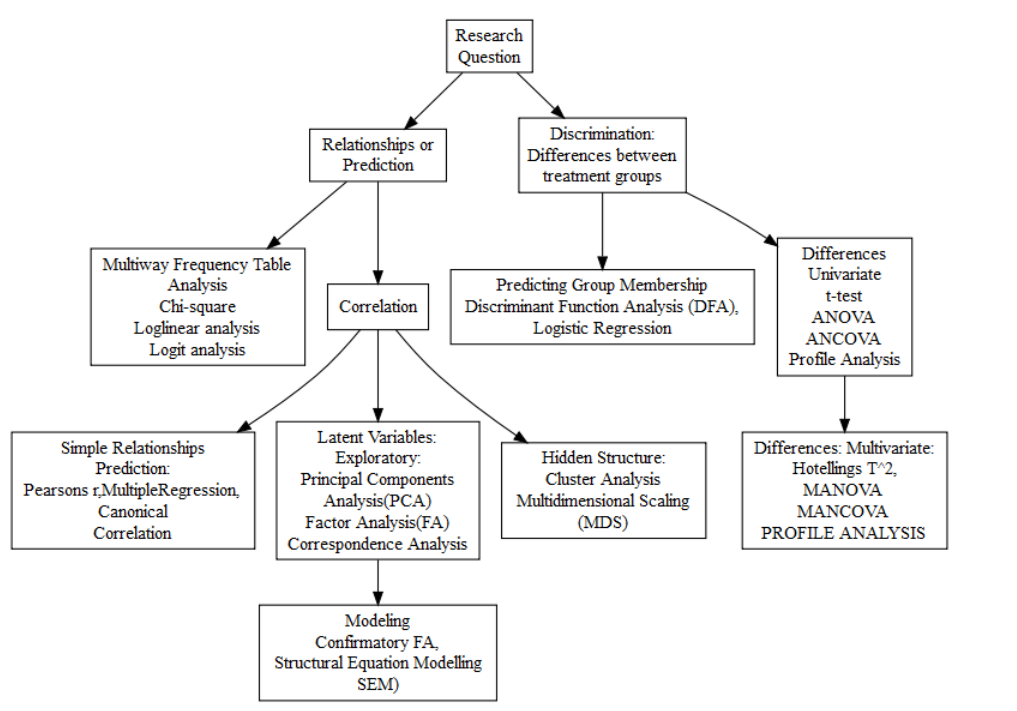 Research
Question
Relationships or
Prediction
Discrimination:
Differences between
treatment groups
Multiway Frequency Table
Analysis
Chi-square
Loglinear analysis
Logit analysis
Correlation
Predicting Group Membership
Discriminant Function Analysis (DFA),
Logistic Regression
Differences
Univariate
t-test
ANOVA
ANCOVA
Profile Analysis
Simple Relationships
Prediction:
Pearsons r,MultipleRegression,
Canonical
Correlation
Latent Variables:
Exploratory:
Principal Components
Analysis(PCA)
Factor Analysis(FA)
Correspondence Analysis
Hidden Structure:
Cluster Analysis
Multidimensional Scaling
(MDS)
Differences: Multivariate:
Hotellings T^2,
MANOVA
MANCOVA
PROFILE ANALYSIS
Modeling
Confirmatory FA,
Structural Equation Modelling
SEM)